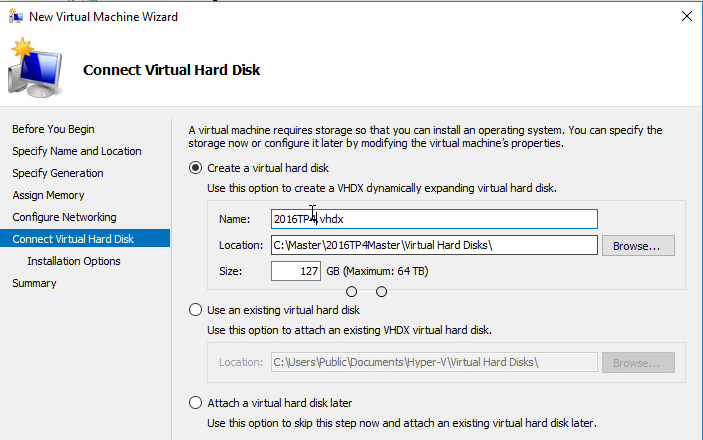 New Virtual Machine Wizard
Connect Virtual Hard Disk
Before You Begin
Specify Name and Location
Specify Generation
Assign Memory
Configure Networking
Connect Virtual Hard Disk
Installation Options
Summary
A virtual machine requires storage so that you can install an operating system. You can specify the
storage now or configure it later by modifying the virtual machine's properties.
Create a virtual hard disk
Use this option to create a VHDX dynamically expanding virtual hard disk.
Name: 2016TP4.vhdx
Location: C:\Master\2016TP4Master\Virtual Hard Disks\ Browse...
Size: 127 GB (Maximum: 64 TB)
Use an existing virtual hard disk
Use this option to attach an existing VHDX virtual hard disk.
Location: C:\Users\Public\Documents\Hyper-V\Virtual Hard Disks\ Browse...
Attach a virtual hard disk later
Use this option to skip this step now and attach an existing virtual hard disk later.